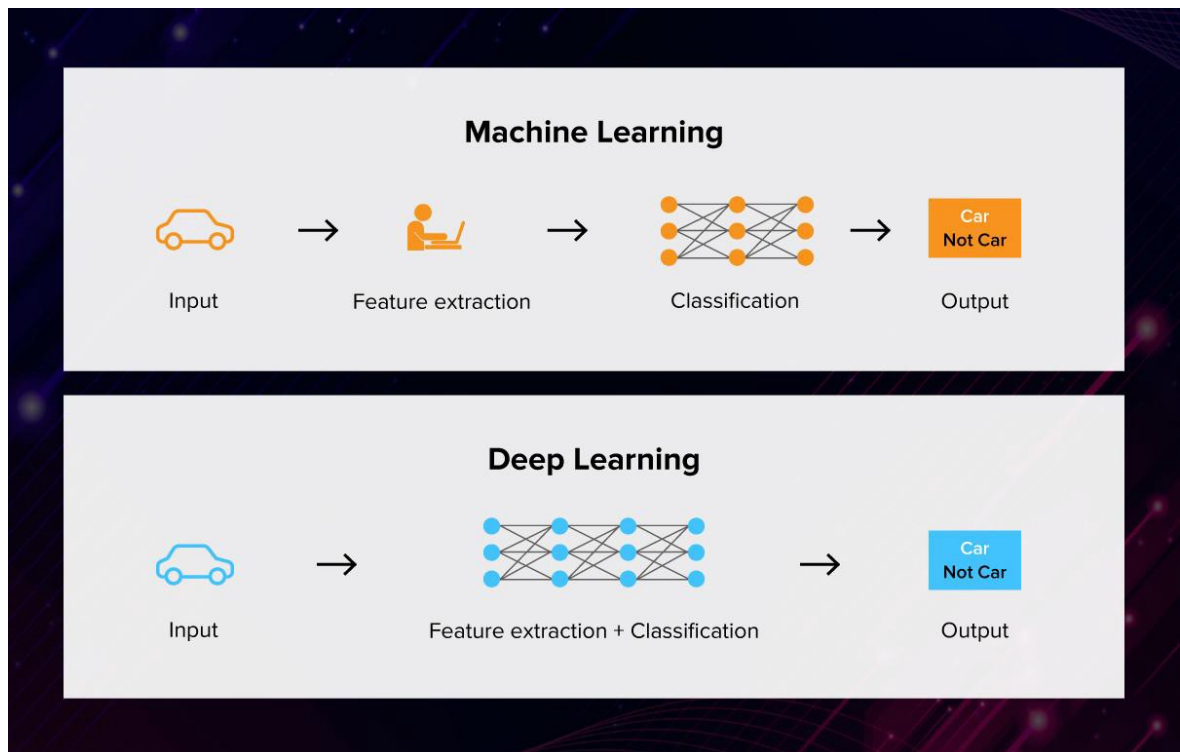 Machine Learning
Input
Feature extraction
Classification
Car
Not Car
Output
Deep Learning
Input
Feature extraction + Classification
Car
Not Car
Output